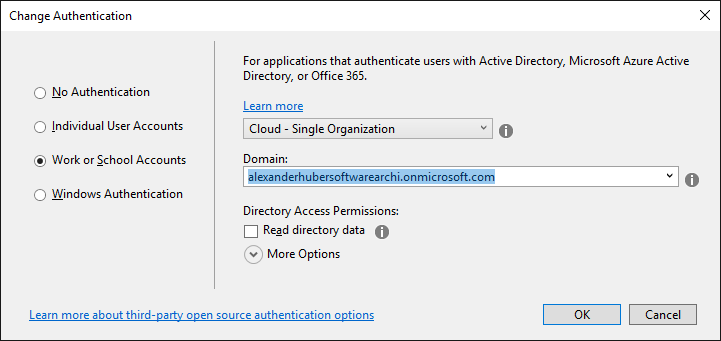 Change Authentication
No Authentication
Individual User Accounts
Work or School Accounts
Windows Authentication
For applications that authenticate users with Active Directory, Microsoft Azure Active
Directory, or Office 365.
Learn more
Cloud - Single Organization
Domain:
alexanderhubersoftwarearchi.onmicrosoft.com
Directory Access Permissions:
Read directory data
More Options
Learn more about third-party open source authentication options
OK
Cancel